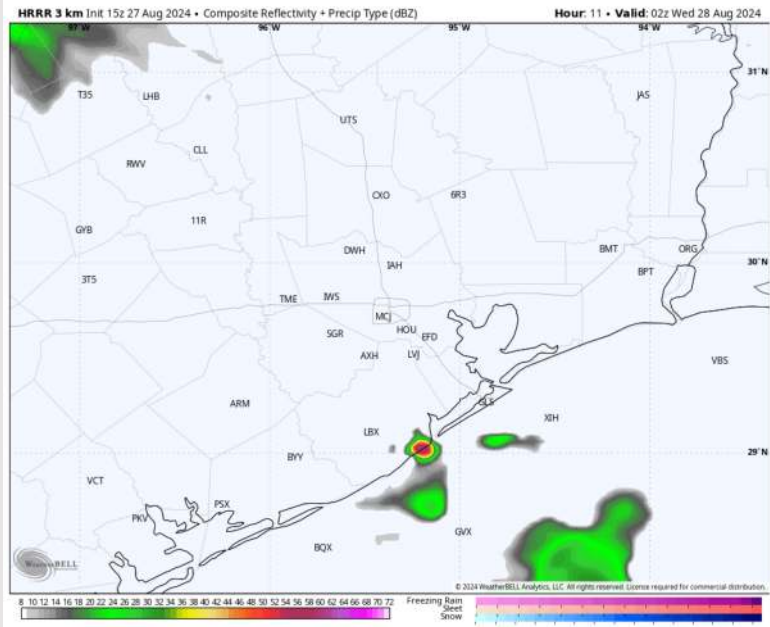 HRRR 3 km Init 15z 27 Aug 2024 • Composite Reflectivity + Precip Type (dBZ) Hour: 11 • Valid: 02z Wed 28 Aug 2024
97°W 96°W 95°W 94°W
31°N
T35 LHB JAS
UTS
CLL
RWV
CXO 6R3
11R
GYB
DWH BMT ORG
IAH 30°N
BPT
3T5
TME IWS
MCJ
SGR HOU EFD
AXH LVJ VBS
ARM GLS
XIH
LBX
BYY 29°N
VCT
PSX
PKV
GVX
BQX
WeatherBELL
© 2024 WeatherBELL Analytics, LLC. All rights reserved. License required for commercial distribution.
8 10 12 14 16 18 20 22 24 26 28 30 32 34 36 38 40 42 44 46 48 50 52 54 56 58 60 62 64 66 68 70 72
Freezing Rain
Sleet
Snow